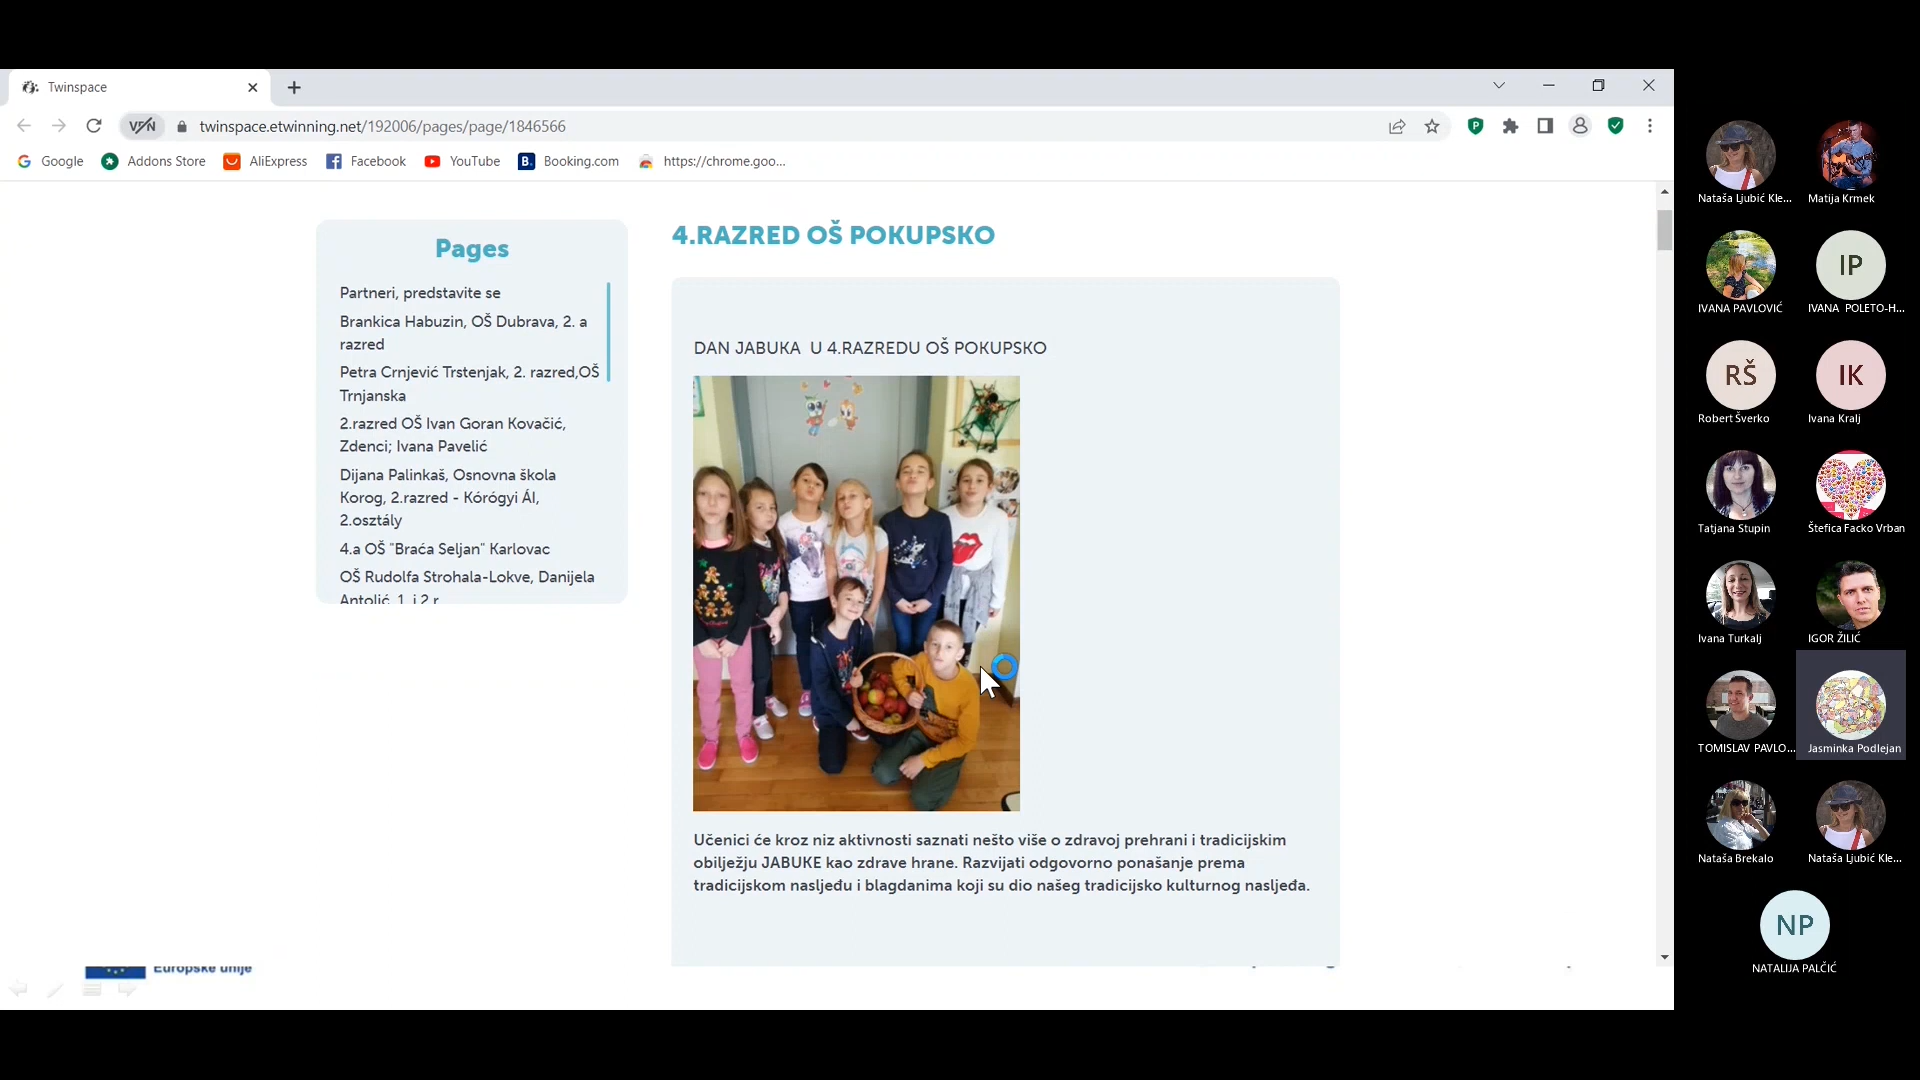 Twinspace
VPN
twinspace.etwinning.net/192006/pages/page/1846566
Google
Addons Store
AliExpress
Facebook
YouTube
B.
Booking.com
https://chrome.goo...
Pages
Partneri, predstavite se
Brankica Habuzin, OŠ Dubrava, 2. a
razred
Petra Crnjević Trstenjak, 2. razred,OŠ
Trnjanska
2.razred OŠ Ivan Goran Kovačić,
Zdenci; Ivana Pavelić
Dijana Palinkaš, Osnovna škola
Korog, 2.razred - Kórógyi ÁI,
2.osztály
4.a OŠ "Braća Seljan" Karlovac
OŠ Rudolfa Strohala-Lokve, Danijela
Antolić, 1. i 2 r
4.RAZRED OŠ POKUPSKO
DAN JABUKA U 4.RAZREDU OŠ POKUPSKO
Učenici će kroz niz aktivnosti saznati nešto više o zdravoj prehrani i tradicijskim
obilježju JABUKE kao zdrave hrane. Razvijati odgovorno ponašanje prema
tradicijskom nasljeđu i blagdanima koji su dio našeg tradicijsko kulturnog nasljeđa.
Europske unije
Nataša Ljubić Kle...
Matija Krmek
IVANA PAVLOVIĆ
IP
IVANA POLETO-H...
RŠ
Robert Šverko
IK
Ivana Kralj
Tatjana Stupin
Štefica Facko Vrban
Ivana Turkalj
IGOR ŽILIĆ
TOMISLAV PAVLO...
Jasminka Podlejan
Nataša Brekalo
Nataša Ljubić Kle...
NP
NATALIJA PALČIĆ